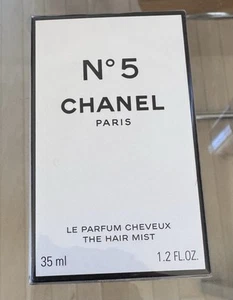 N°5
CHANEL
PARIS
LE PARFUM CHEVEUX
THE HAIR MIST
35 ml 1.2 FL.OZ.